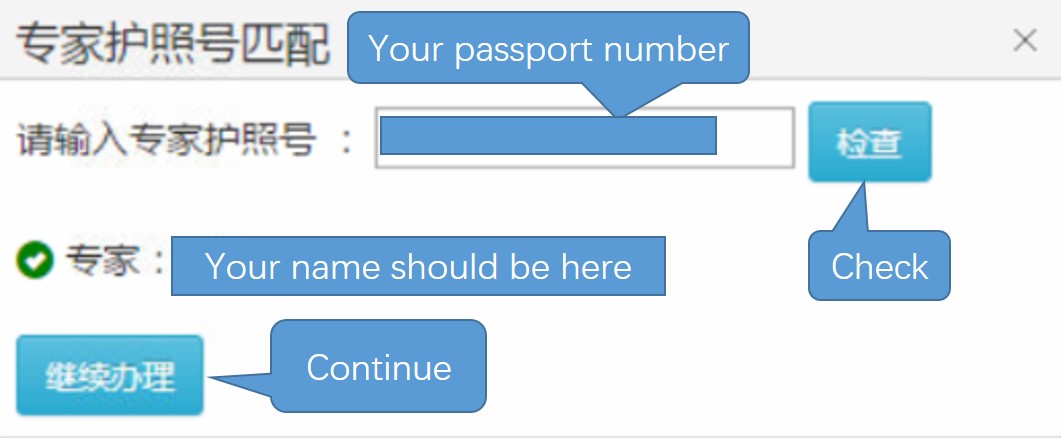 专家护照号匹配
Your passport number
请输入专家护照号 ：
检查
Check
专家：
Your name should be here
继续办理
Continue